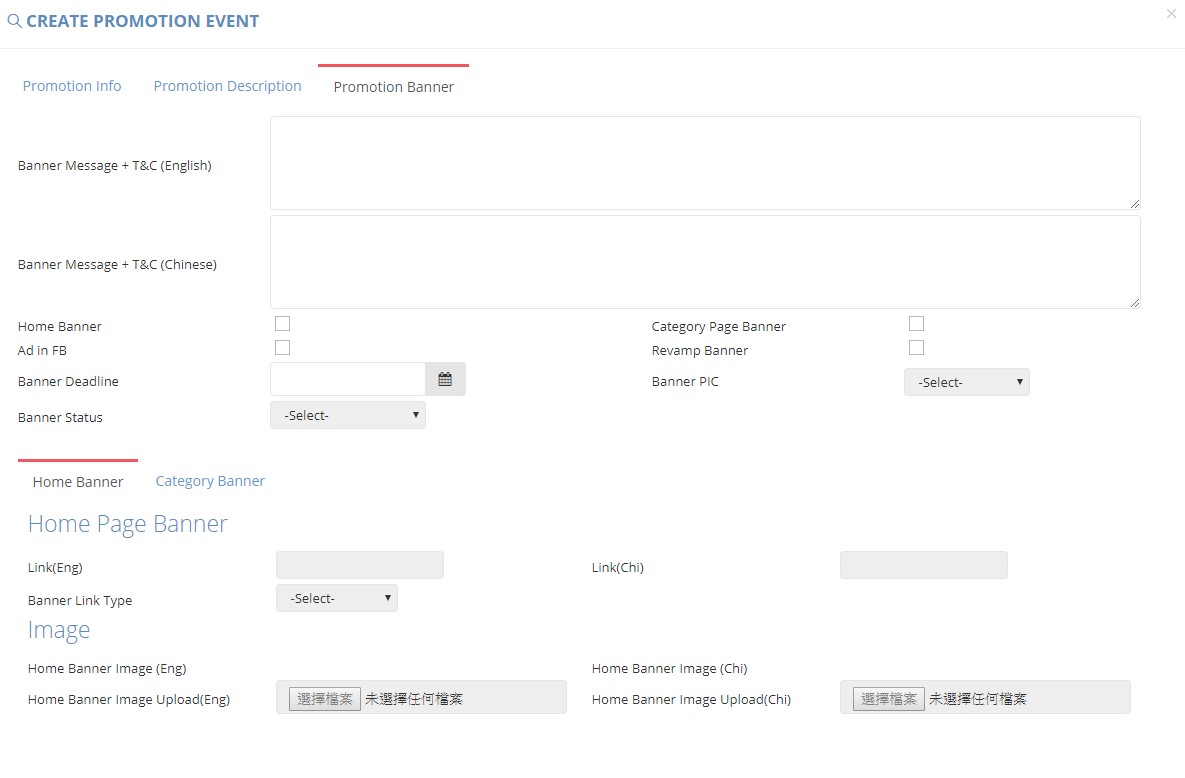 CREATE PROMOTION EVENT
×
Promotion Info Promotion Description Promotion Banner
Banner Message + T&C (English)
Banner Message + T&C (Chinese)
Home Banner Category Page Banner
Ad in FB Revamp Banner
Banner Deadline Banner PIC -Select-
Banner Status -Select-
Home Banner Category Banner
Home Page Banner
Link(Eng) Link(Chi)
Banner Link Type -Select-
Image
Home Banner Image (Eng) Home Banner Image (Chi)
Home Banner Image Upload(Eng) 選擇檔案 未選擇任何檔案 Home Banner Image Upload(Chi) 選擇檔案 未選擇任何檔案